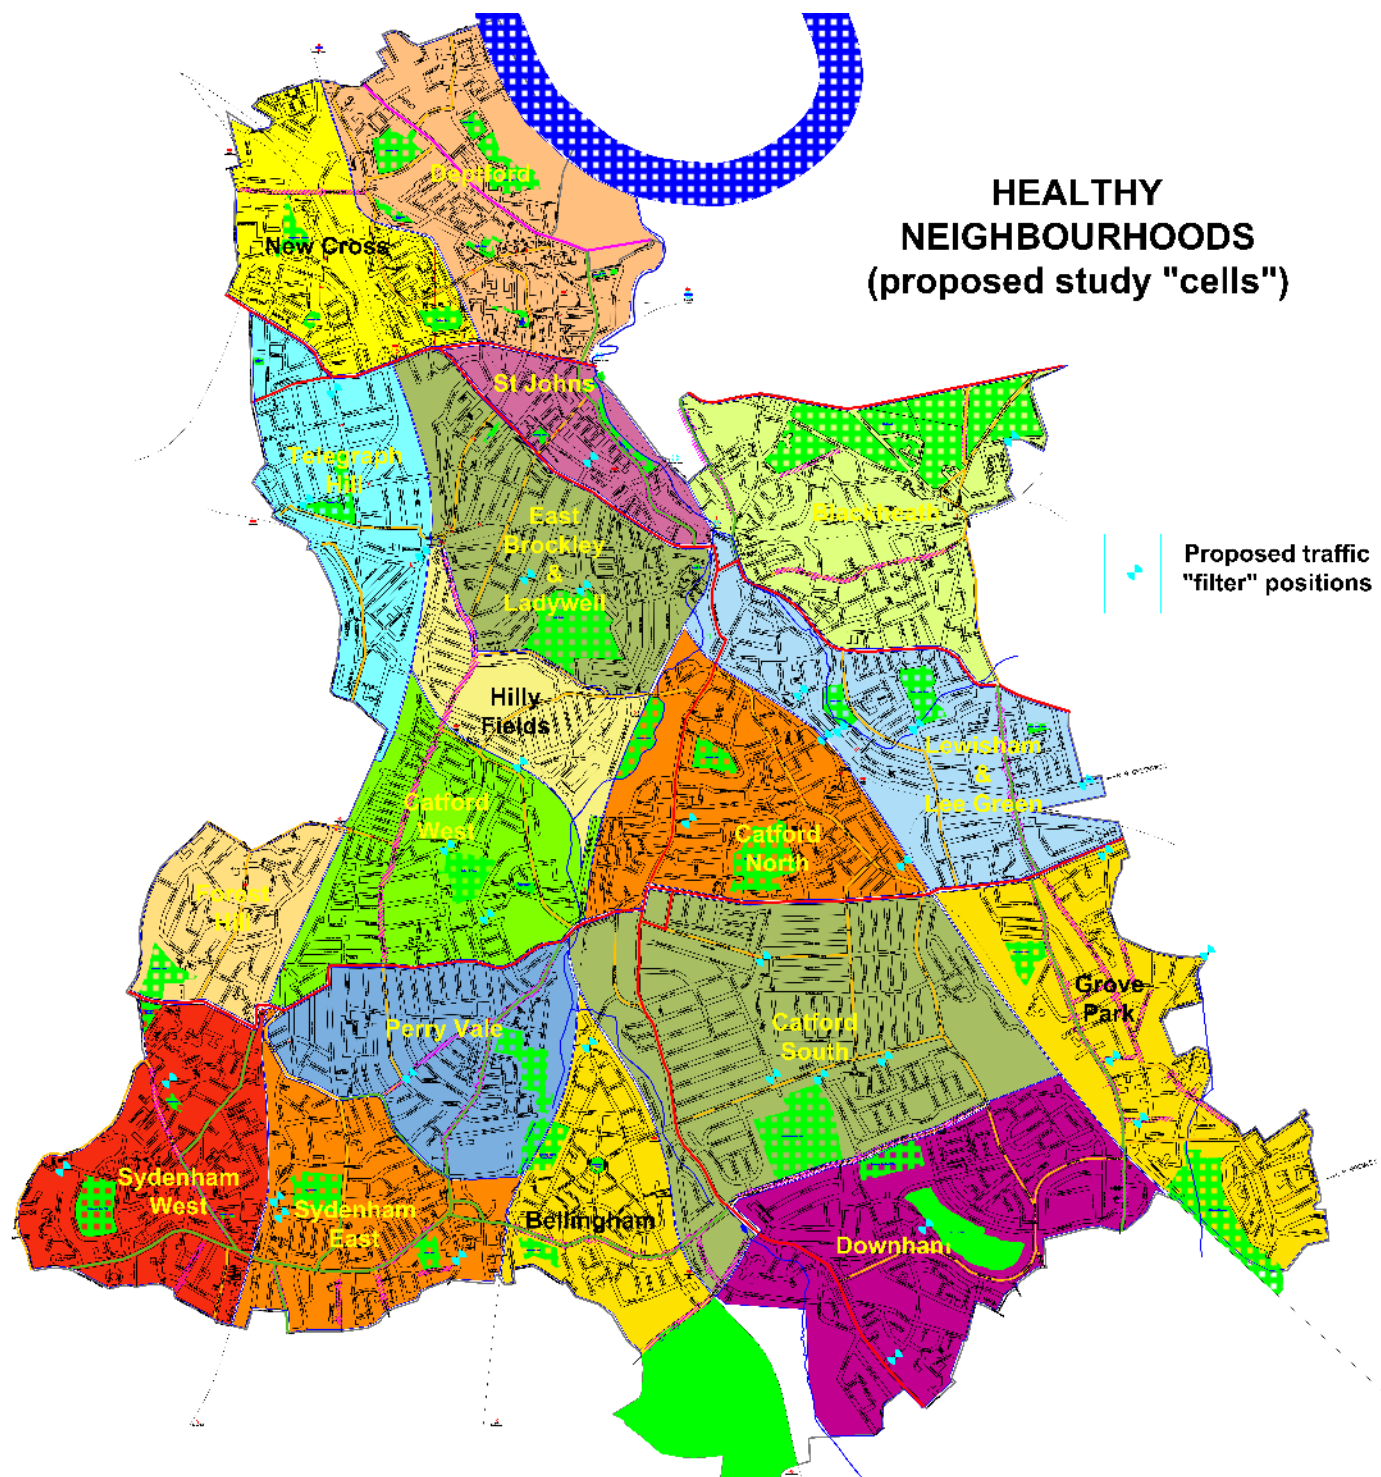 HEALTHY
NEIGHBOURHOODS
(proposed study "cells")
Deptford
New Cross
St Johns
Telegraph
Hill
East
Brockley
&
Ladywell
Blackheath
Proposed traffic
"filter" positions
Hilly
Fields
Lewisham
&
Lee Green
Catford
West
Catford
North
Forest
Hill
Grove
Park
Perry Vale
Catford
South
Sydenham
West
Sydenham
East
Bellingham
Downham